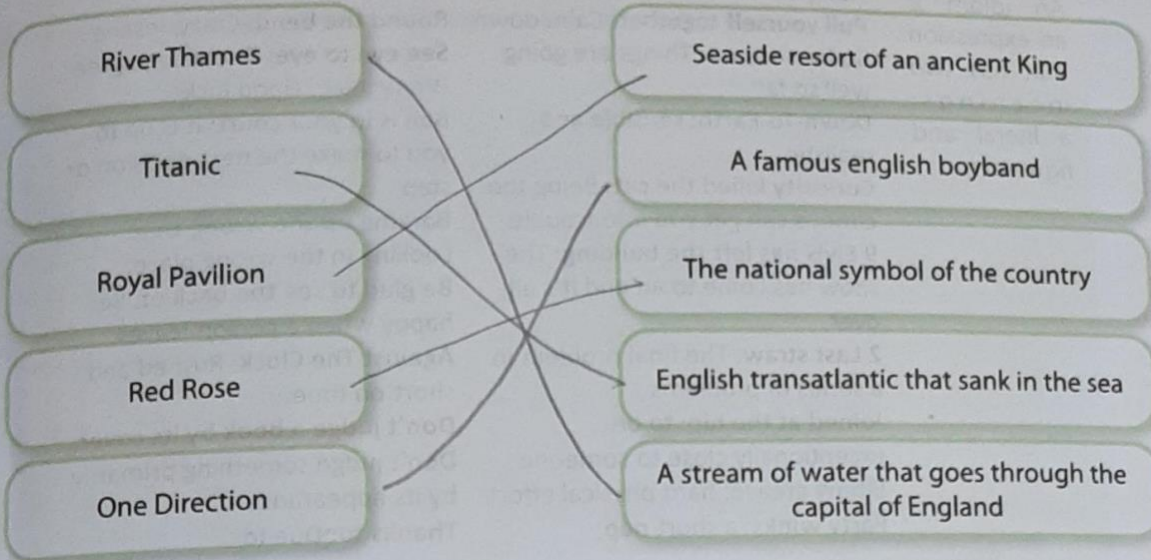 River Thames
Seaside resort of an ancient King
Titanic
A famous english boyband
Royal Pavilion
The national symbol of the country
Red Rose
English transatlantic that sank in the sea
One Direction
A stream of water that goes through the
capital of England